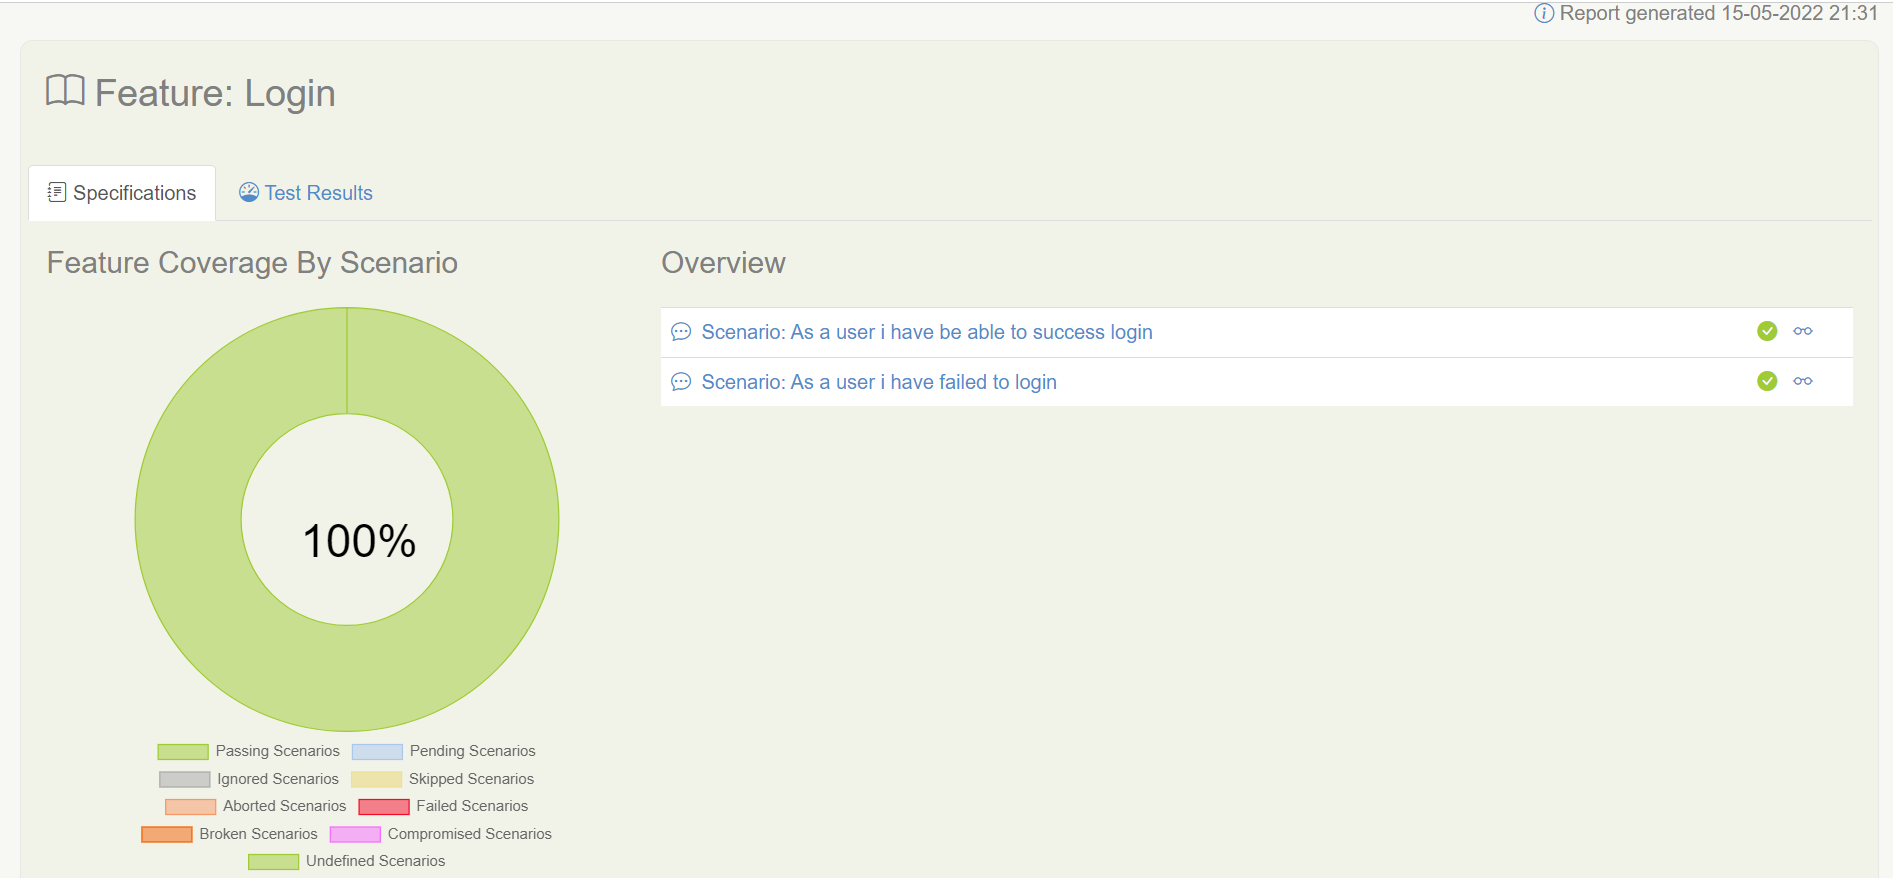 Report generated 15-05-2022 21:31
Feature: Login
Specifications
Test Results
Feature Coverage By Scenario
100%
Passing Scenarios
Pending Scenarios
Ignored Scenarios
Skipped Scenarios
Aborted Scenarios
Failed Scenarios
Broken Scenarios
Compromised Scenarios
Undefined Scenarios
Overview
Scenario: As a user i have be able to success login
Scenario: As a user i have failed to login